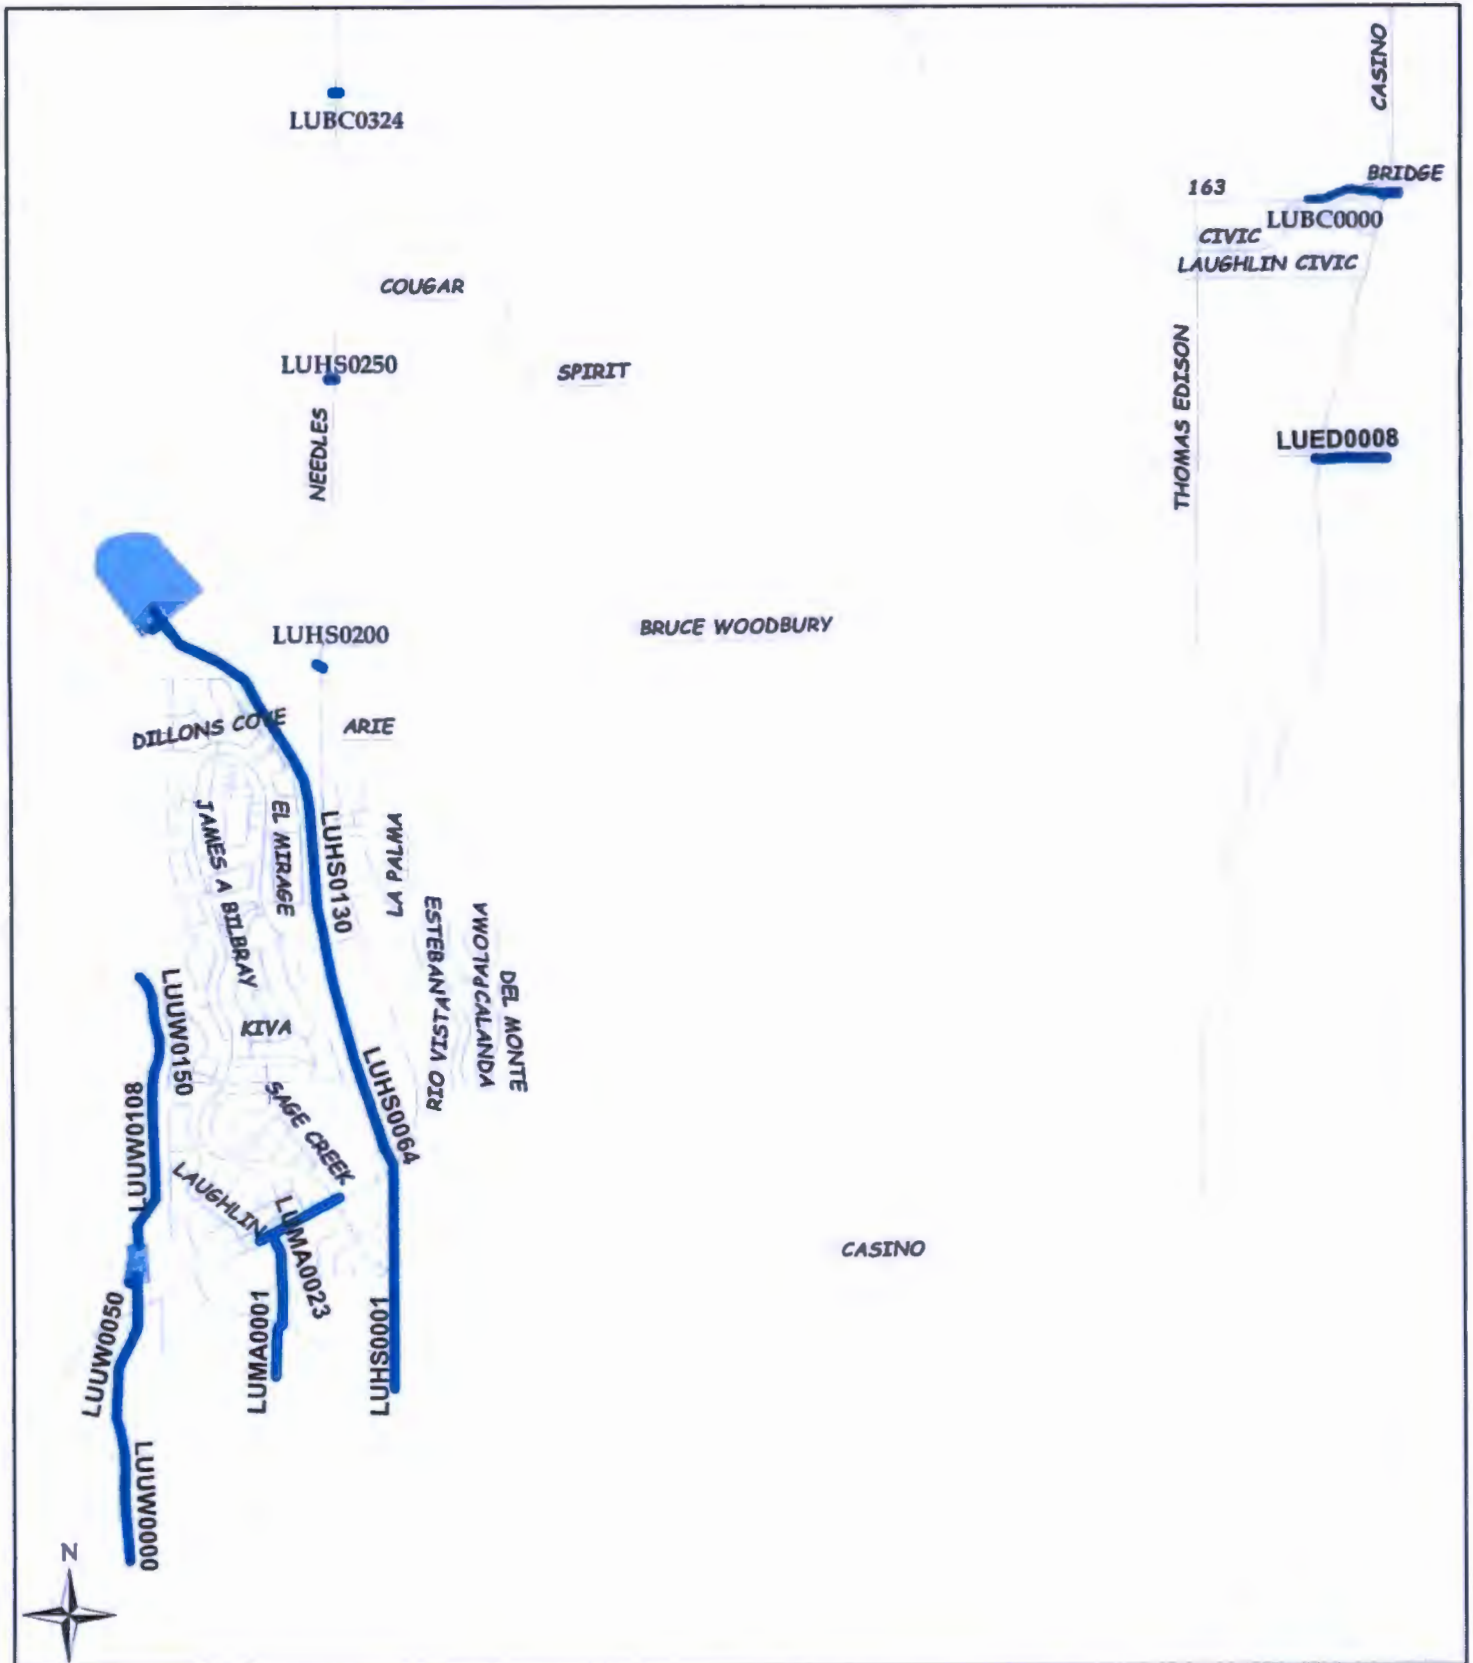 CASINO
LUBC0324
BRIDGE
163
LUBC0000
CIVIC
LAUGHLIN CIVIC
COUGAR
LUHS0250
SPIRIT
THOMAS EDISON
NEEDLES
LUED0008
LUHS0200
BRUCE WOODBURY
DILLONS COVE
ARIE
JAMES A BILBRAY
EL MIRAGE
LUHS0130
LA PALMA
ESTEBAN
PALOMA
DEL MONTE
RIO VISTA
CALANDA
KIVA
LUUW0150
LUUW0108
LUHS0064
SAGE CREEK
LAUGHLIN
LUMA0023
CASINO
LUUW0050
LUMA0001
LUHS0001
LUUW0000
N